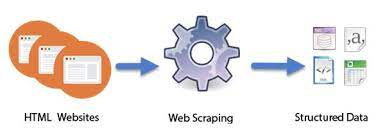 ,a,
HTML Websites
Web Scraping
Structured Data